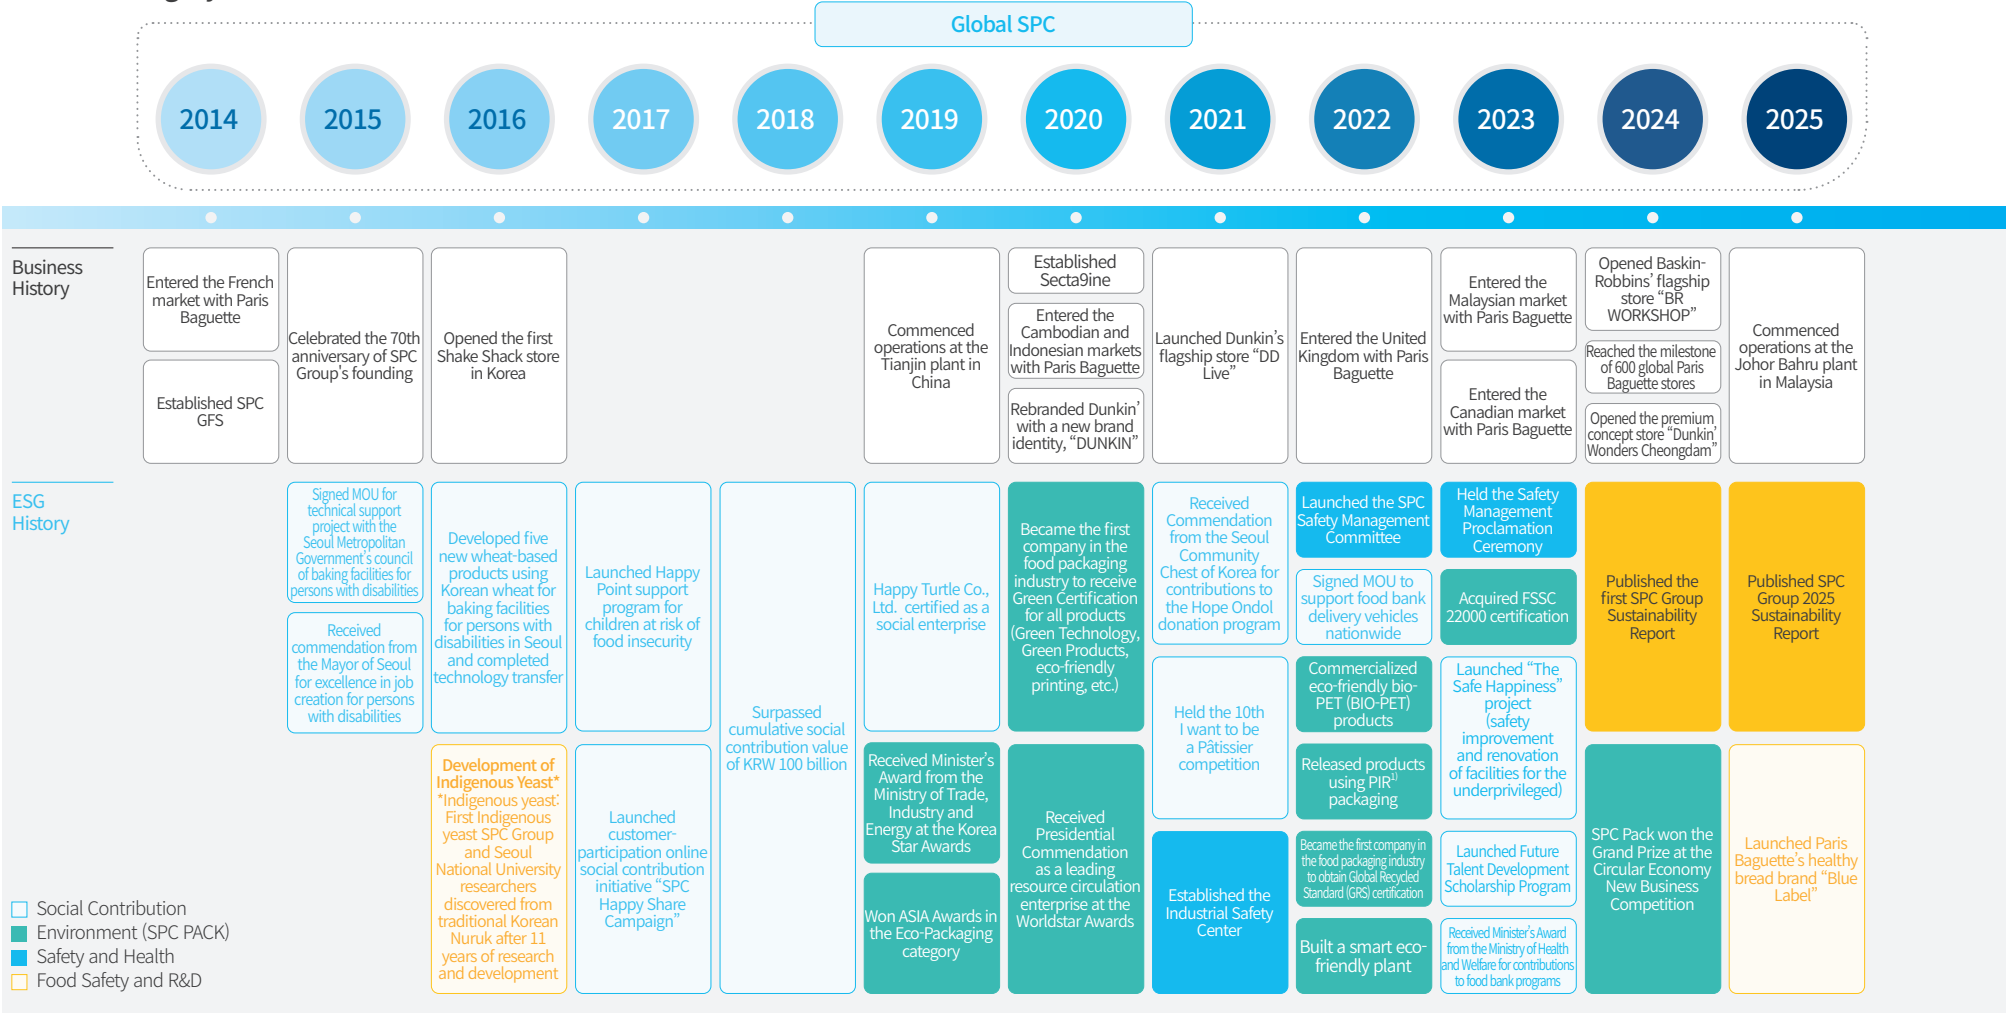 Global SPC
2014
2015
2016
2017
2018
2019
2020
2021
2022
2023
2024
2025
Business
History
Entered the French
market with Paris
Baguette
Established SPC
GFS
Celebrated the 70th
anniversary of SPC
Group's founding
Opened the first
Shake Shack store
in Korea
Commenced
operations at the
Tianjin plant in
China
Established
Secta9ine
Entered the
Cambodian and
Indonesian markets
with Paris Baguette
Rebranded Dunkin’
with a new brand
identity, “DUNKIN”
Launched Dunkin’s
flagship store “DD
Live”
Entered the United
Kingdom with Paris
Baguette
Entered the
Malaysian market
with Paris Baguette
Entered the
Canadian market
with Paris Baguette
Opened Baskin-
Robbins’ flagship
store “BR
WORKSHOP”
Reached the milestone
of 600 global Paris
Baguette stores
Opened the premium
concept store “Dunkin’
Wonders Cheongdam”
Commenced
operations at the
Johor Bahru plant
in Malaysia
ESG
History
Signed MOU for
technical support
project with the
Seoul Metropolitan
Government’s council
of baking facilities for
persons with disabilities
Received
commendation from
the Mayor of Seoul
for excellence in job
creation for persons
with disabilities
Developed five
new wheat-based
products using
Korean wheat for
baking facilities
for persons with
disabilities in Seoul
and completed
technology transfer
Development of
Indigenous Yeast*
*Indigenous yeast:
First Indigenous
yeast SPC Group
and Seoul
National University
researchers
discovered from
traditional Korean
Nuruk after 11
years of research
and development
Launched Happy
Point support
program for
children at risk of
food insecurity
Launched
customer-
participation online
social contribution
initiative “SPC
Happy Share
Campaign”
Surpassed
cumulative social
contribution value
of KRW 100 billion
Happy Turtle Co.,
Ltd. certified as a
social enterprise
Received Minister’s
Award from the
Ministry of Trade,
Industry and
Energy at the Korea
Star Awards
Won ASIA Awards in
the Eco-Packaging
category
Became the first
company in the
food packaging
industry to receive
Green Certification
for all products
(Green Technology,
Green Products,
eco-friendly
printing, etc.)
Received
Presidential
Commendation
as a leading
resource circulation
enterprise at the
Worldstar Awards
Received
Commendation
from the Seoul
Community
Chest of Korea for
contributions to
the Hope Ondol
donation program
Held the 10th
I want to be
a Pâtissier
competition
Established the
Industrial Safety
Center
Launched the SPC
Safety Management
Committee
Signed MOU to
support food bank
delivery vehicles
nationwide
Commercialized
eco-friendly bio-
PET (BIO-PET)
products
Released products
using PIR1)
packaging
Became the first company in
the food packaging industry
to obtain Global Recycled
Standard (GRS) certification
Built a smart eco-
friendly plant
Held the Safety
Management
Proclamation
Ceremony
Acquired FSSC
22000 certification
Launched “The
Safe Happiness”
project
(safety
improvement
and renovation
of facilities for the
underprivileged)
Launched Future
Talent Development
Scholarship Program
Received Minister’s Award
from the Ministry of Health
and Welfare for contributions
to food bank programs
Published the
first SPC Group
Sustainability
Report
SPC Pack won the
Grand Prize at the
Circular Economy
New Business
Competition
Published SPC
Group 2025
Sustainability
Report
Launched Paris
Baguette’s healthy
bread brand “Blue
Label”
Social Contribution
Environment (SPC PACK)
Safety and Health
Food Safety and R&D